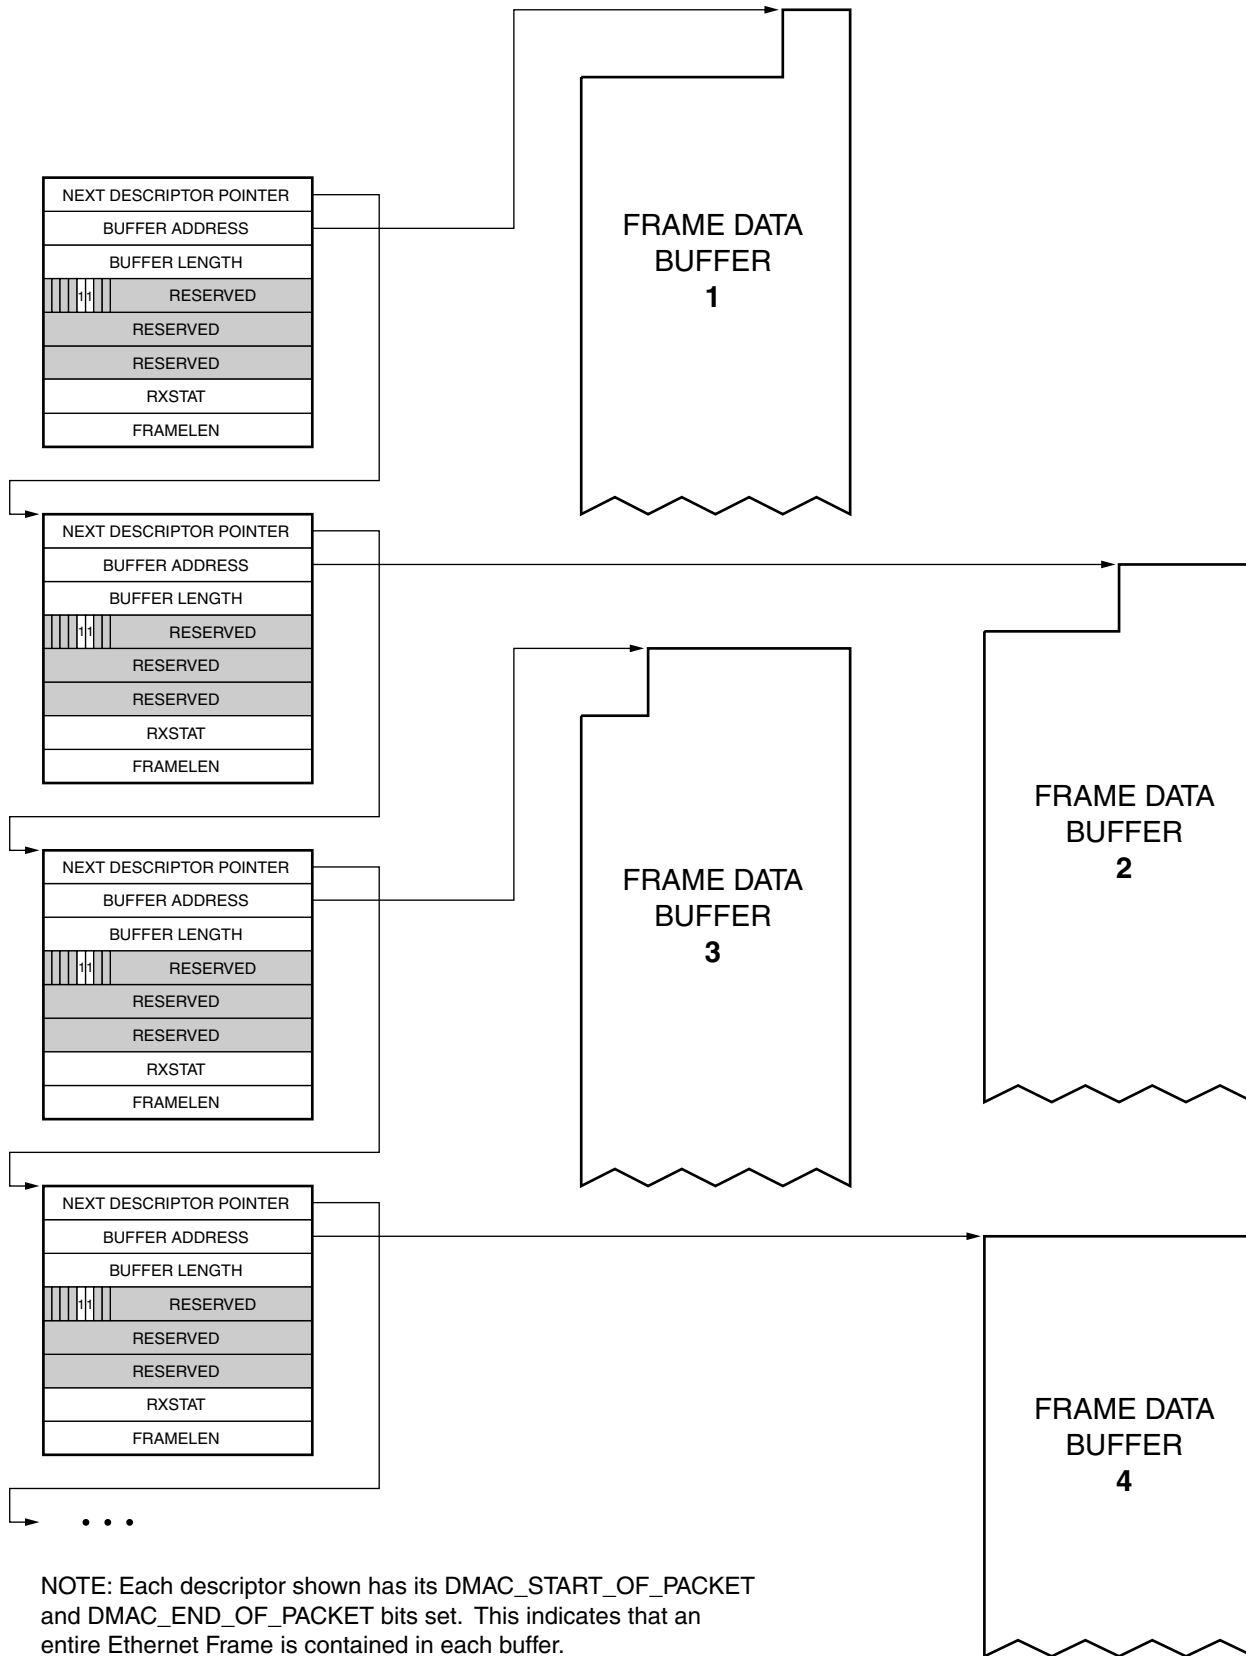 FRAME DATA
BUFFER
1
NEXT DESCRIPTOR POINTER
BUFFER ADDRESS
BUFFER LENGTH
11 RESERVED
RESERVED
RESERVED
RXSTAT
FRAMELEN
NEXT DESCRIPTOR POINTER
BUFFER ADDRESS
BUFFER LENGTH
11 RESERVED
RESERVED
RESERVED
RXSTAT
FRAMELEN
FRAME DATA
BUFFER
2
NEXT DESCRIPTOR POINTER
BUFFER ADDRESS
BUFFER LENGTH
11 RESERVED
RESERVED
RESERVED
RXSTAT
FRAMELEN
FRAME DATA
BUFFER
3
NEXT DESCRIPTOR POINTER
BUFFER ADDRESS
BUFFER LENGTH
11 RESERVED
RESERVED
RESERVED
RXSTAT
FRAMELEN
FRAME DATA
BUFFER
4
• • •
NOTE: Each descriptor shown has its DMAC_START_OF_PACKET
and DMAC_END_OF_PACKET bits set. This indicates that an
entire Ethernet Frame is contained in each buffer.